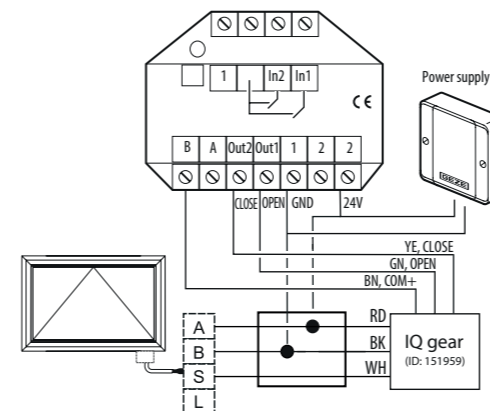 1 In2 In1
CE
Power supply
GEZE
B A Out2 Out1 1 2 2
CLOSE OPEN GND 24V
YE, CLOSE
GN, OPEN
BN, COM+
A RD
B BK
S WH
L
IQ gear
(ID: 151959)